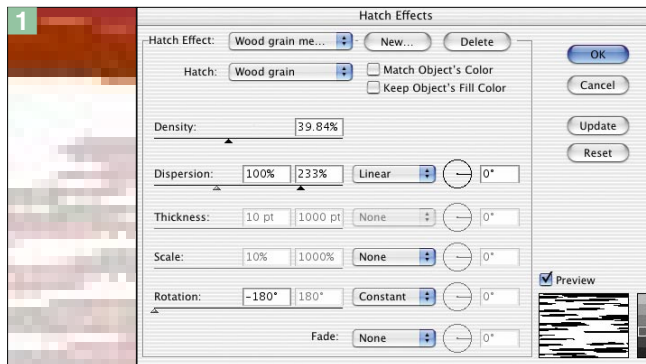 1
Hatch Effects
Hatch Effect: Wood grain me... New... Delete OK
Hatch: Wood grain Match Object's Color
Keep Object's Fill Color Cancel
Density: 39.84% Update
Reset
Dispersion: 100% 233% Linear 0°
Thickness: 10 pt 1000 pt None 0°
Scale: 10% 1000% None 0°
Preview
Rotation: -180° 180° Constant 0°
Fade: None 0°